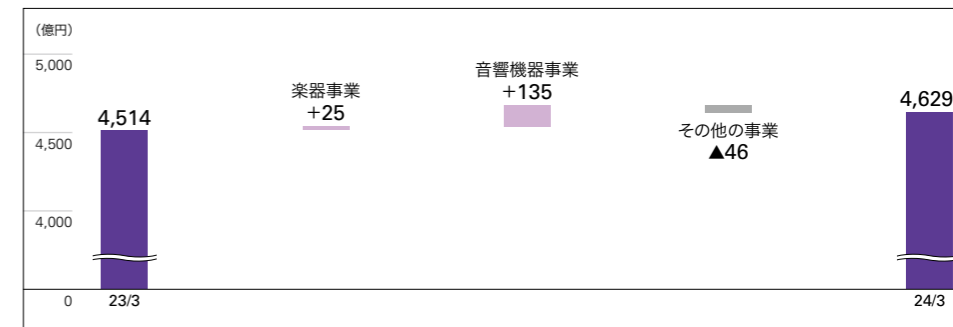 （億円）
5,000
4,500
4,000
0
4,514
23/3
楽器事業
+25
音響機器事業
+135
その他の事業
▲46
4,629
24/3